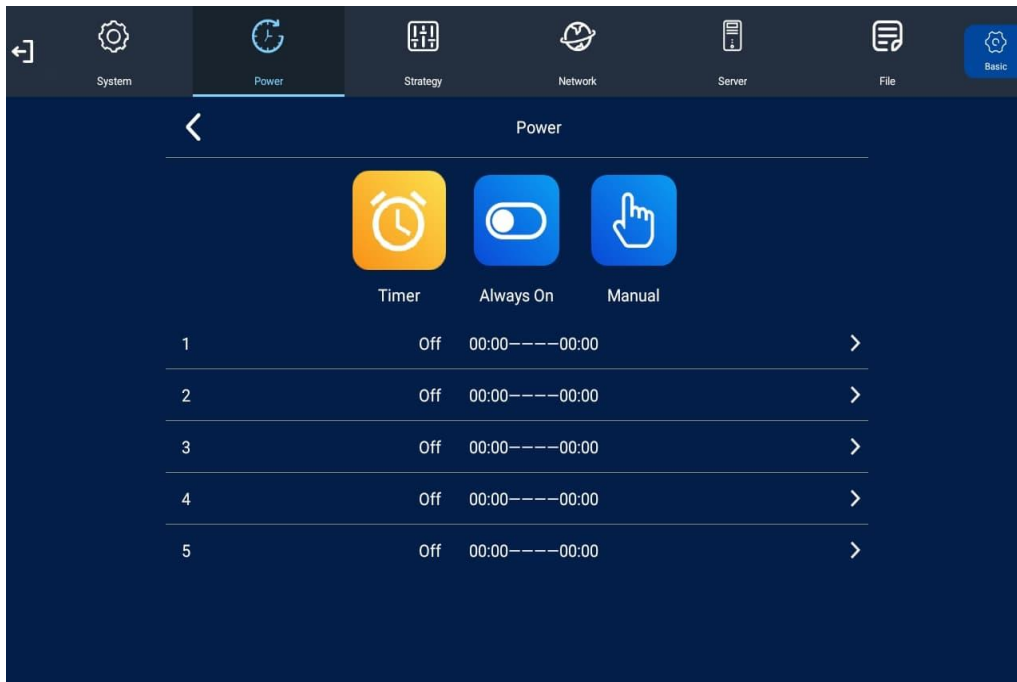 System Power Strategy Network Server File Basic
Power
Timer Always On Manual
1 Off 00:00----00:00
2 Off 00:00----00:00
3 Off 00:00----00:00
4 Off 00:00----00:00
5 Off 00:00----00:00